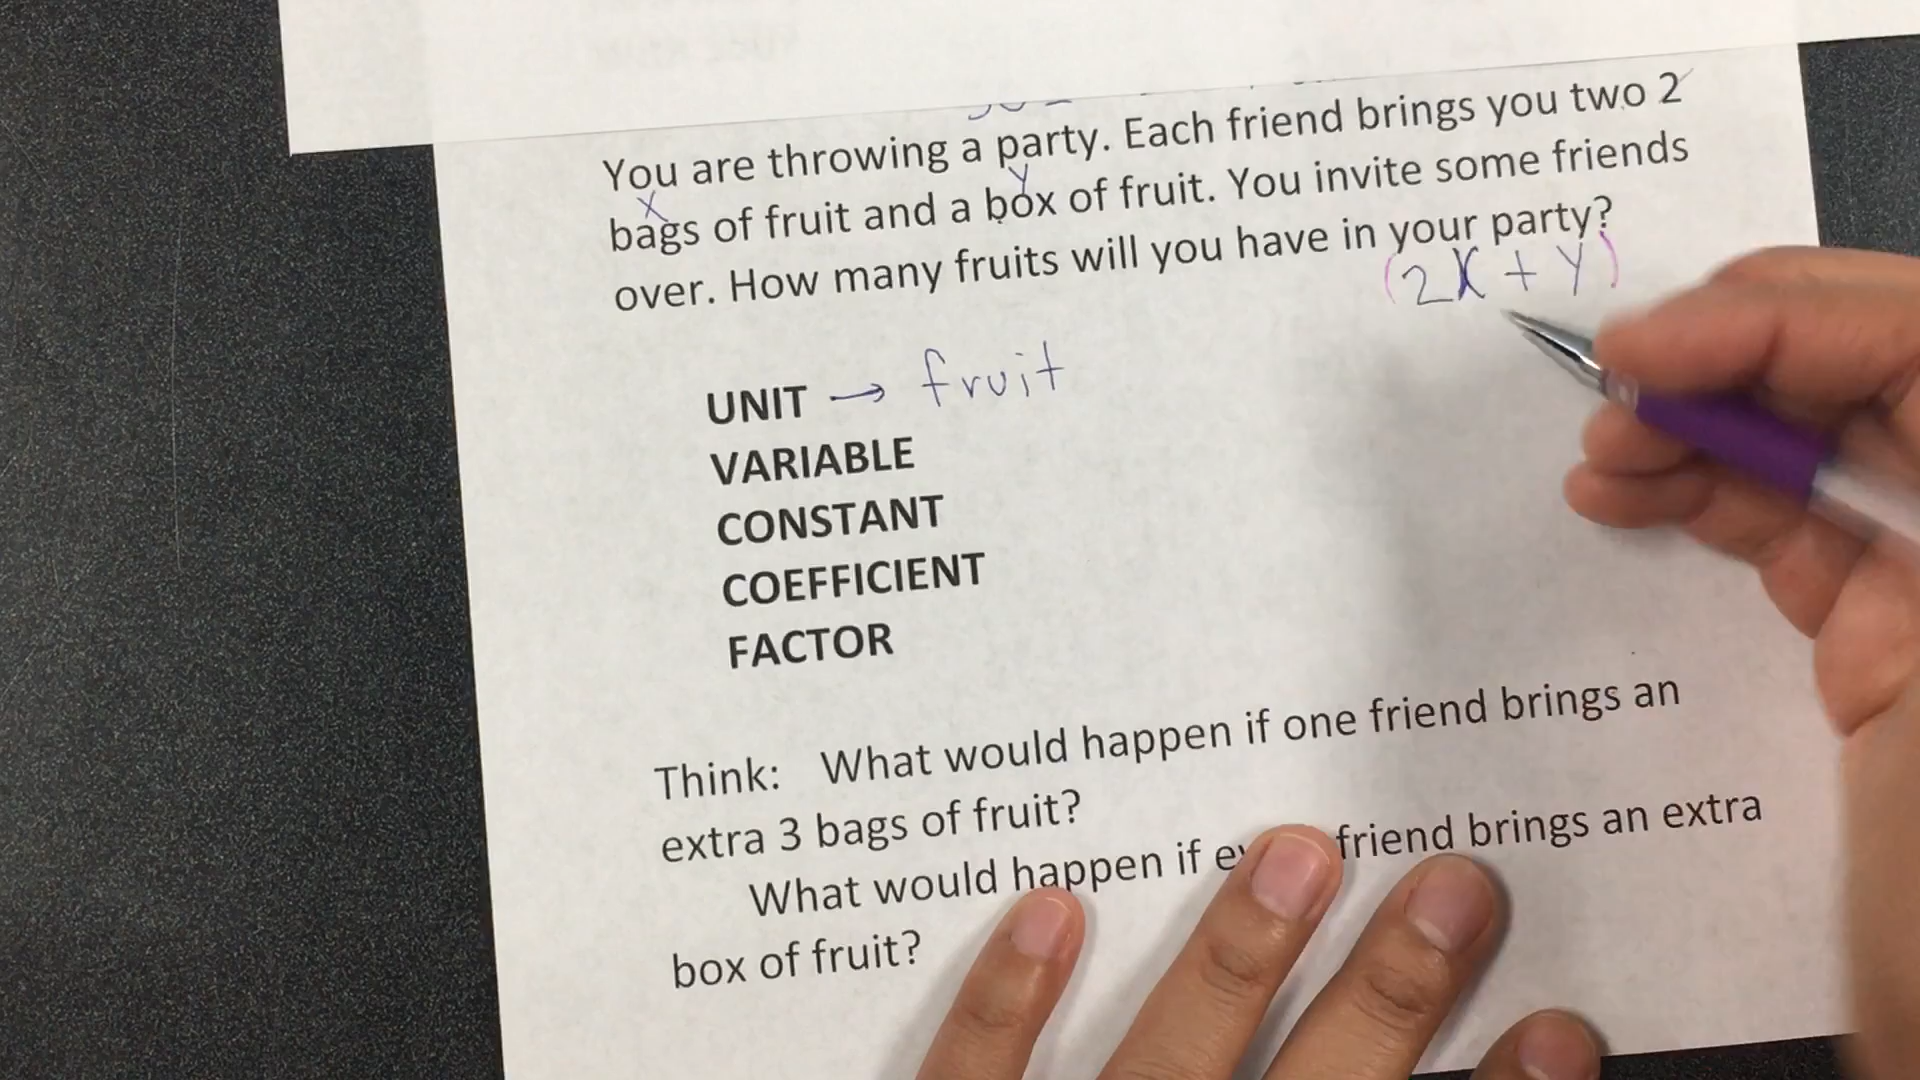 You are throwing a party. Each friend brings you two 2
x y
bags of fruit and a box of fruit. You invite some friends
over. How many fruits will you have in your party?
(2x + y)
UNIT → fruit
VARIABLE
CONSTANT
COEFFICIENT
FACTOR
Think: What would happen if one friend brings an
extra 3 bags of fruit?
What would happen if friend brings an extra
box of fruit?